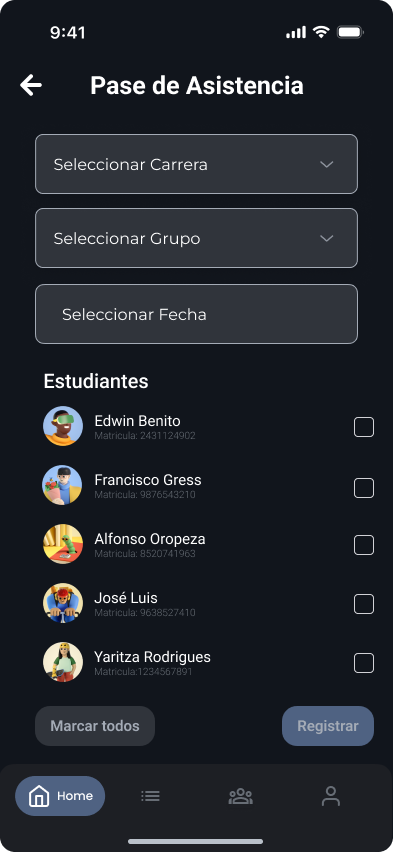 9:41
Pase de Asistencia
Seleccionar Carrera
Seleccionar Grupo
Seleccionar Fecha
Estudiantes
Edwin Benito
Matricula: 2431124902
Francisco Gress
Matricula: 9876543210
Alfonso Oropeza
Matricula: 8520741963
José Luis
Matricula: 9638527410
Yaritza Rodrigues
Matricula:1234567891
Marcar todos
Registrar
Home